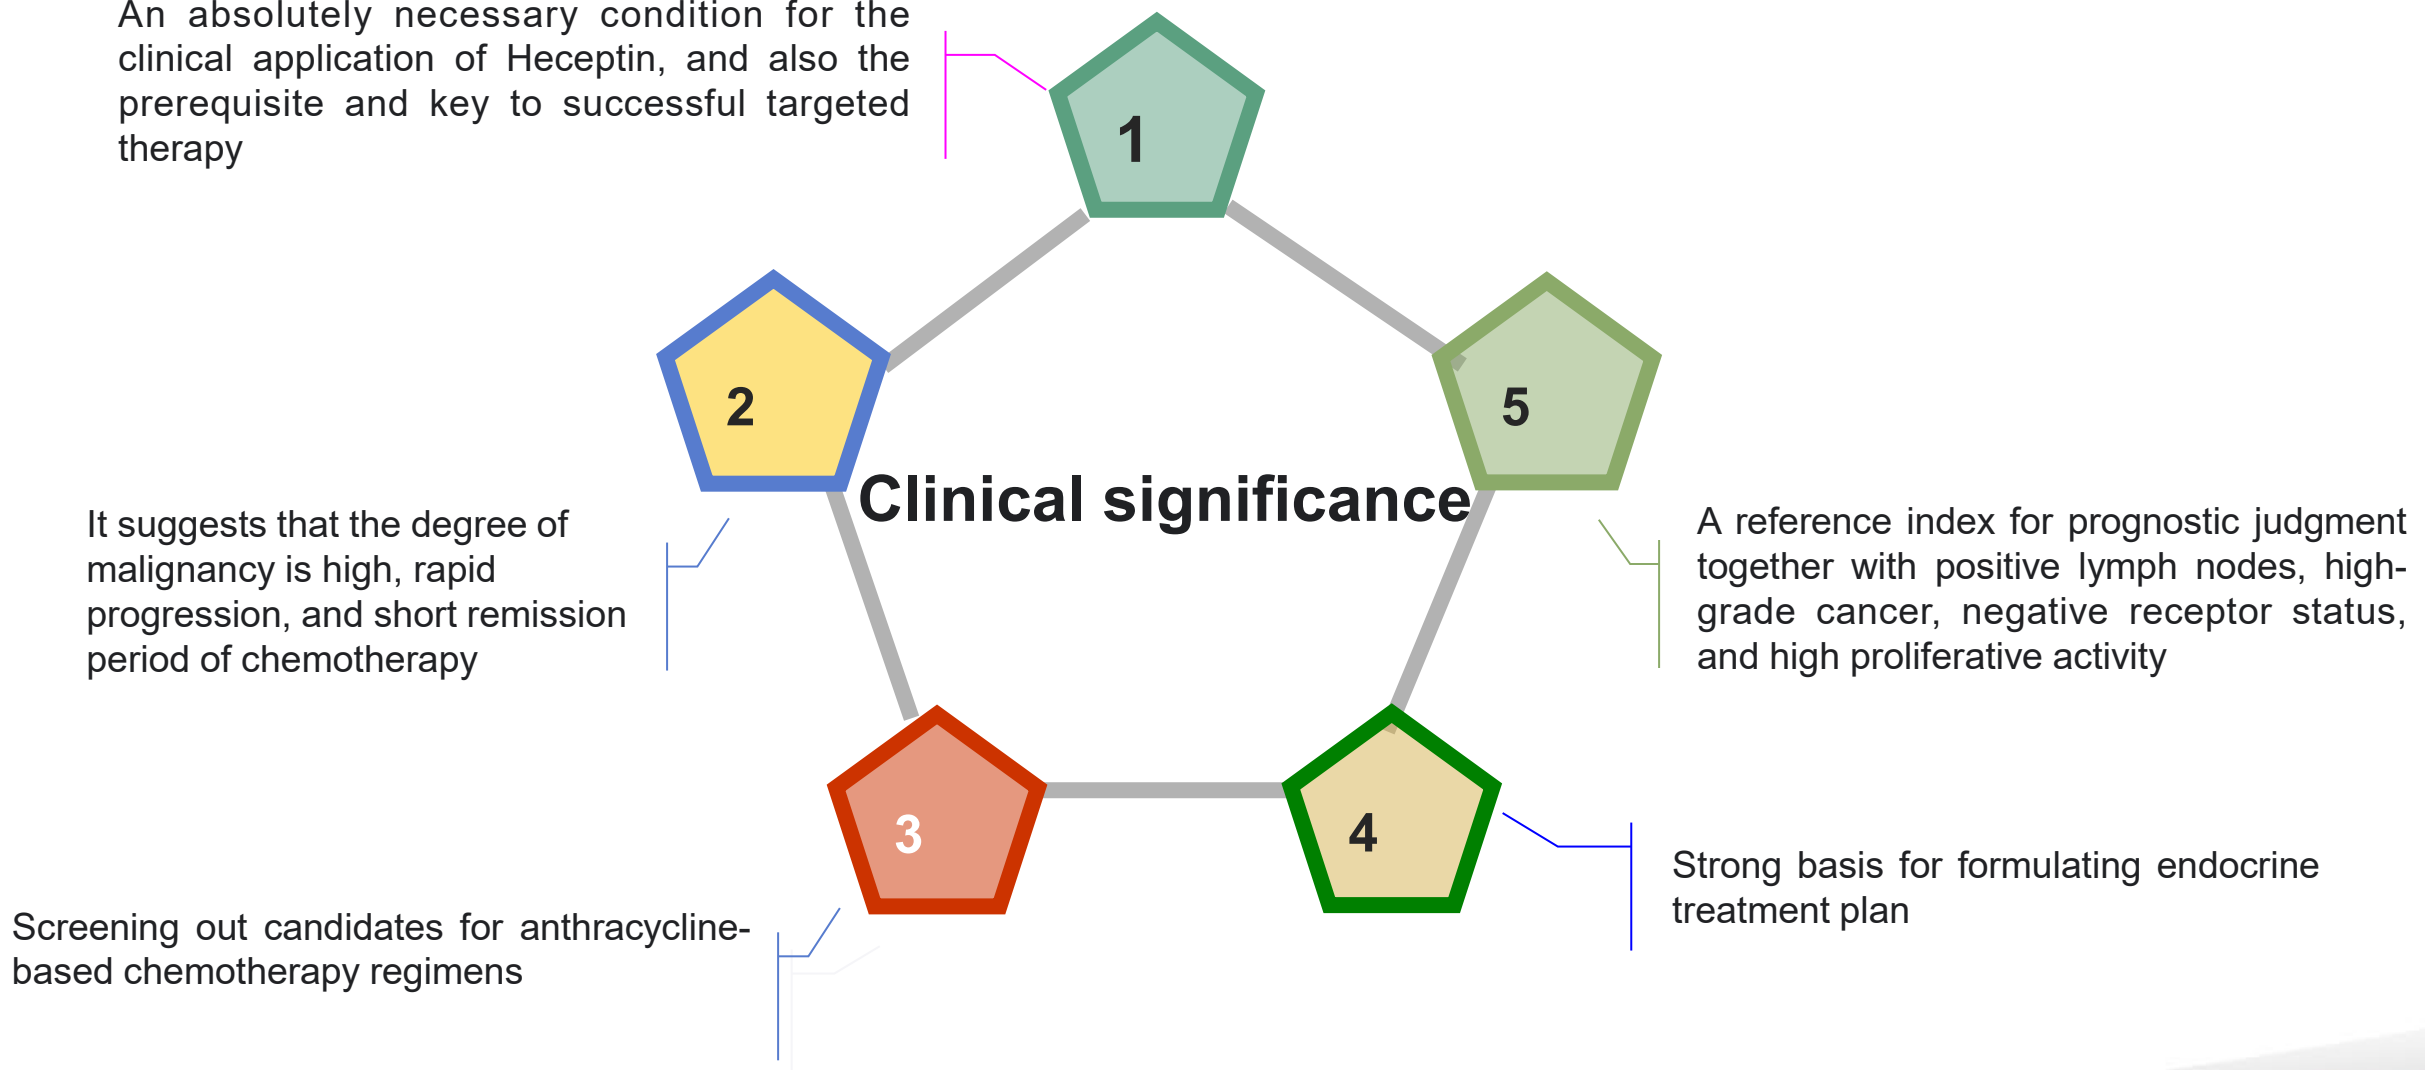 An absolutely necessary condition for the
clinical application of Heceptin, and also the
prerequisite and key to successful targeted
therapy
1
2
5
Clinical significance
It suggests that the degree of
malignancy is high, rapid
progression, and short remission
period of chemotherapy
A reference index for prognostic judgment
together with positive lymph nodes, high-
grade cancer, negative receptor status,
and high proliferative activity
3
4
Screening out candidates for anthracycline-
based chemotherapy regimens
Strong basis for formulating endocrine
treatment plan